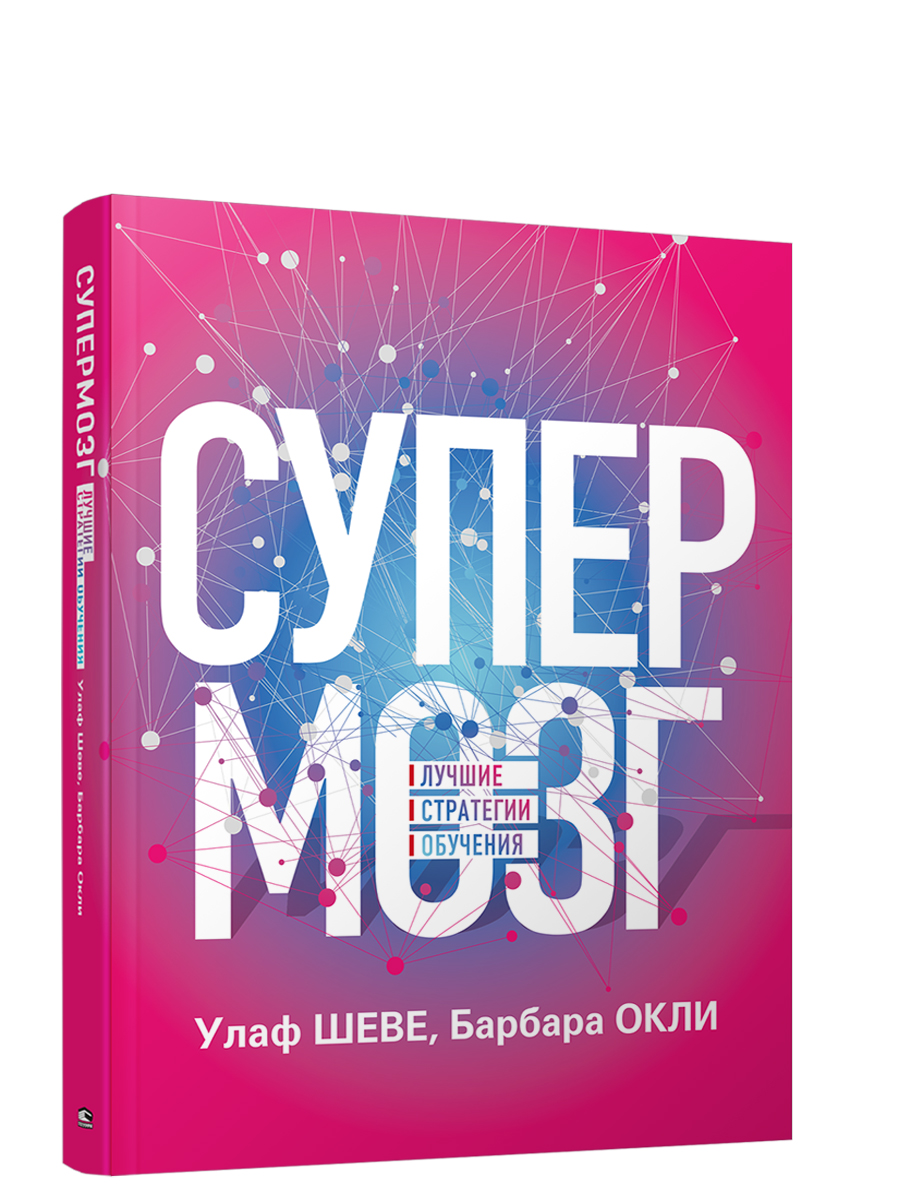 СУПЕР
МОЗГ
ЛУЧШИЕ
СТРАТЕГИИ
ОБУЧЕНИЯ
Улаф ШЕВЕ, Барбара ОКЛИ
СУПЕРМОЗГ
ЛУЧШИЕ
СТРАТЕГИИ ОБУЧЕНИЯ
Улаф Шеве, Барбара Окли